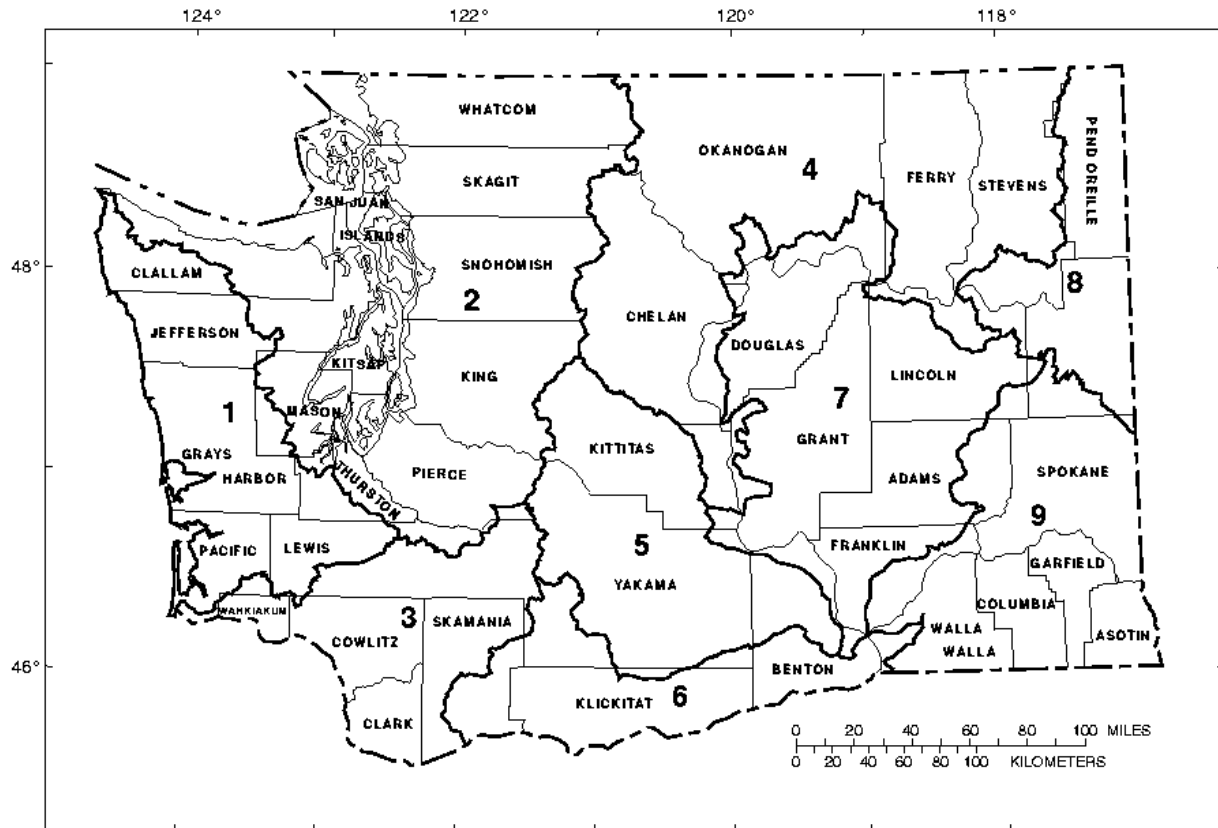 124° 122° 120° 118°
WHATCOM
OKANOGAN
PEND OREILLE
4
FERRY
STEVENS
SKAGIT
SAN JUAN
ISLANDS
48°
CLALLAM
SNOHOMISH
2
8
JEFFERSON
CHELAN
DOUGLAS
KITSAP
KING
LINCOLN
1
MASON
7
GRAYS
HARBOR
KITTITAS
GRANT
THURSTON
PIERCE
ADAMS
SPOKANE
9
PACIFIC
LEWIS
5
FRANKLIN
GARFIELD
YAKAMA
WAHKIAKUM
3
COLUMBIA
COWLITZ
SKAMANIA
WALLA
WALLA
ASOTIN
46°
BENTON
6
KLICKITAT
CLARK
0 20 40 60 80 100 MILES
0 20 40 60 80 100 KILOMETERS